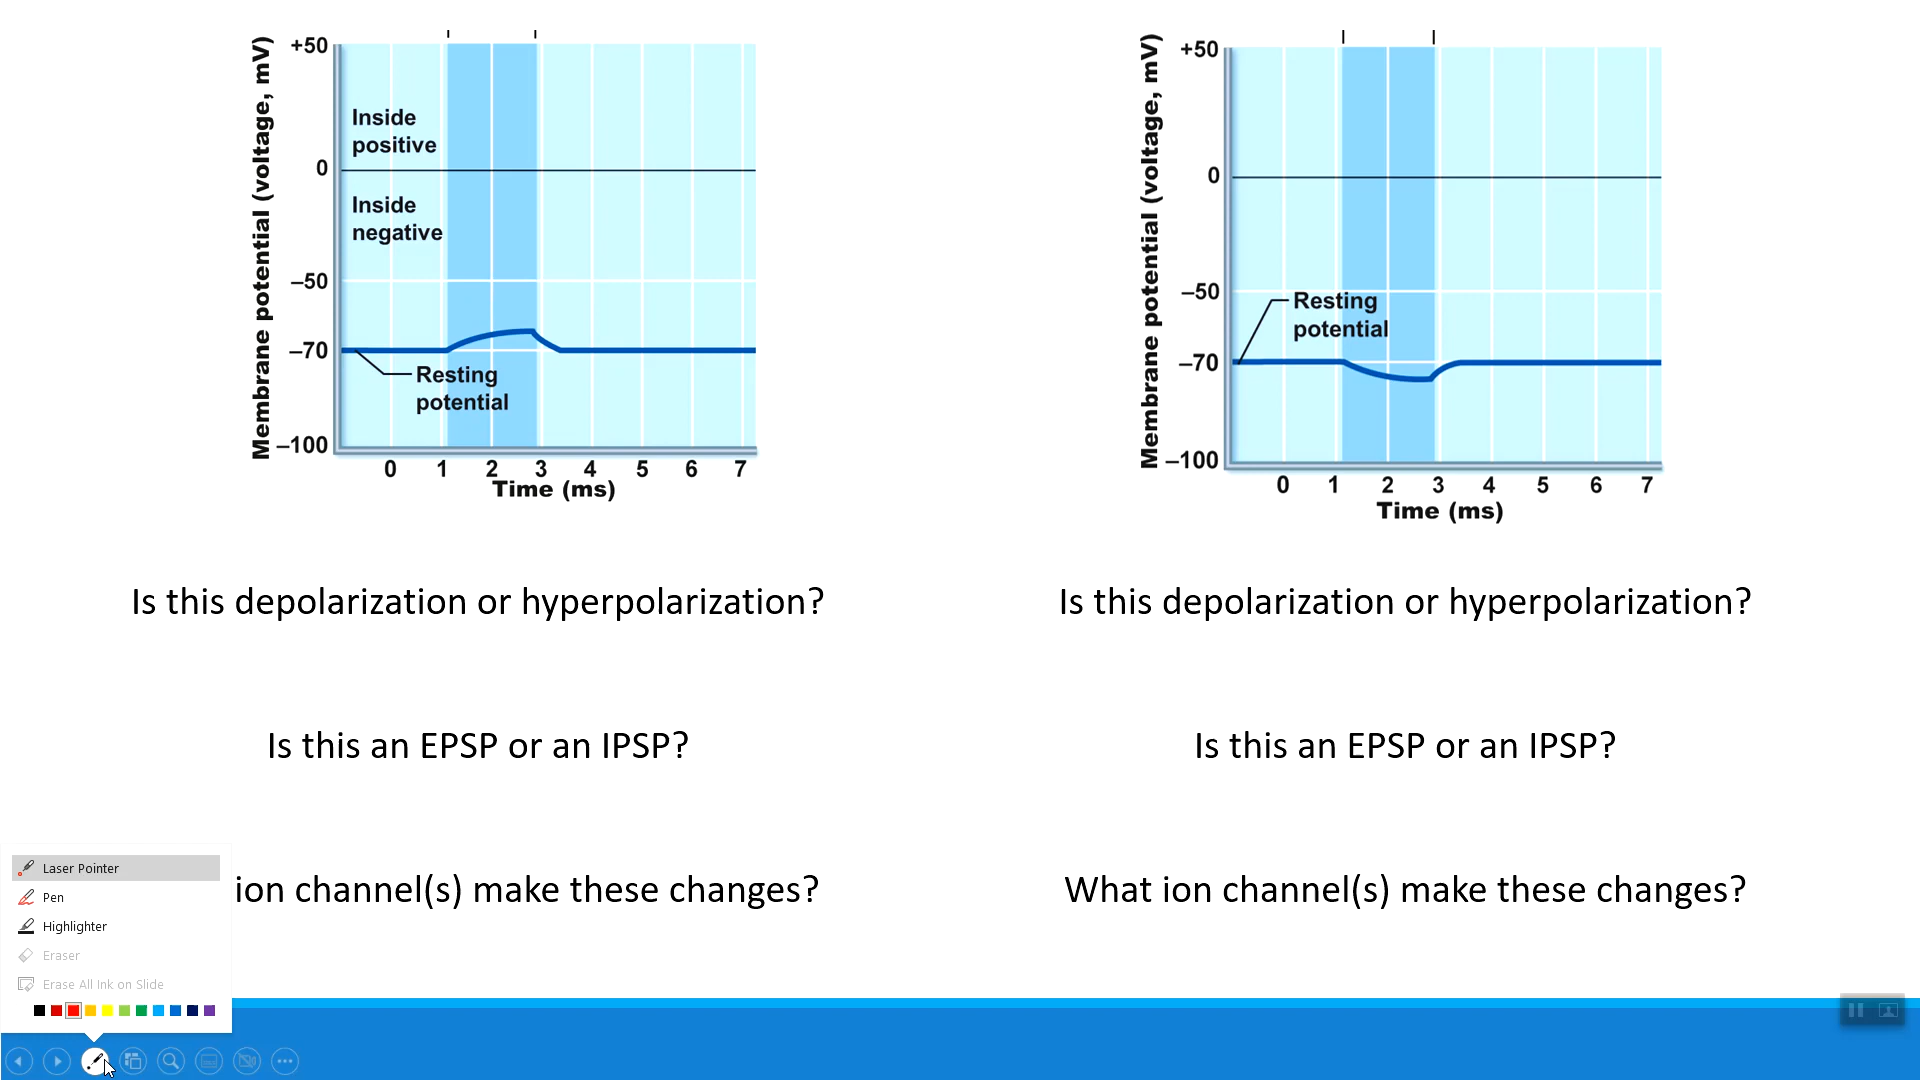 Membrane potential (voltage, mV)
+50
0
–50
–70
–100
Inside
positive
Inside
negative
Resting
potential
0 1 2 3 4 5 6 7
Time (ms)
Membrane potential (voltage, mV)
+50
0
–50
–70
–100
Resting
potential
0 1 2 3 4 5 6 7
Time (ms)
Is this depolarization or hyperpolarization?
Is this an EPSP or an IPSP?
ion channel(s) make these changes?
Is this depolarization or hyperpolarization?
Is this an EPSP or an IPSP?
What ion channel(s) make these changes?
Laser Pointer
Pen
Highlighter
Eraser
Erase All Ink on Slide